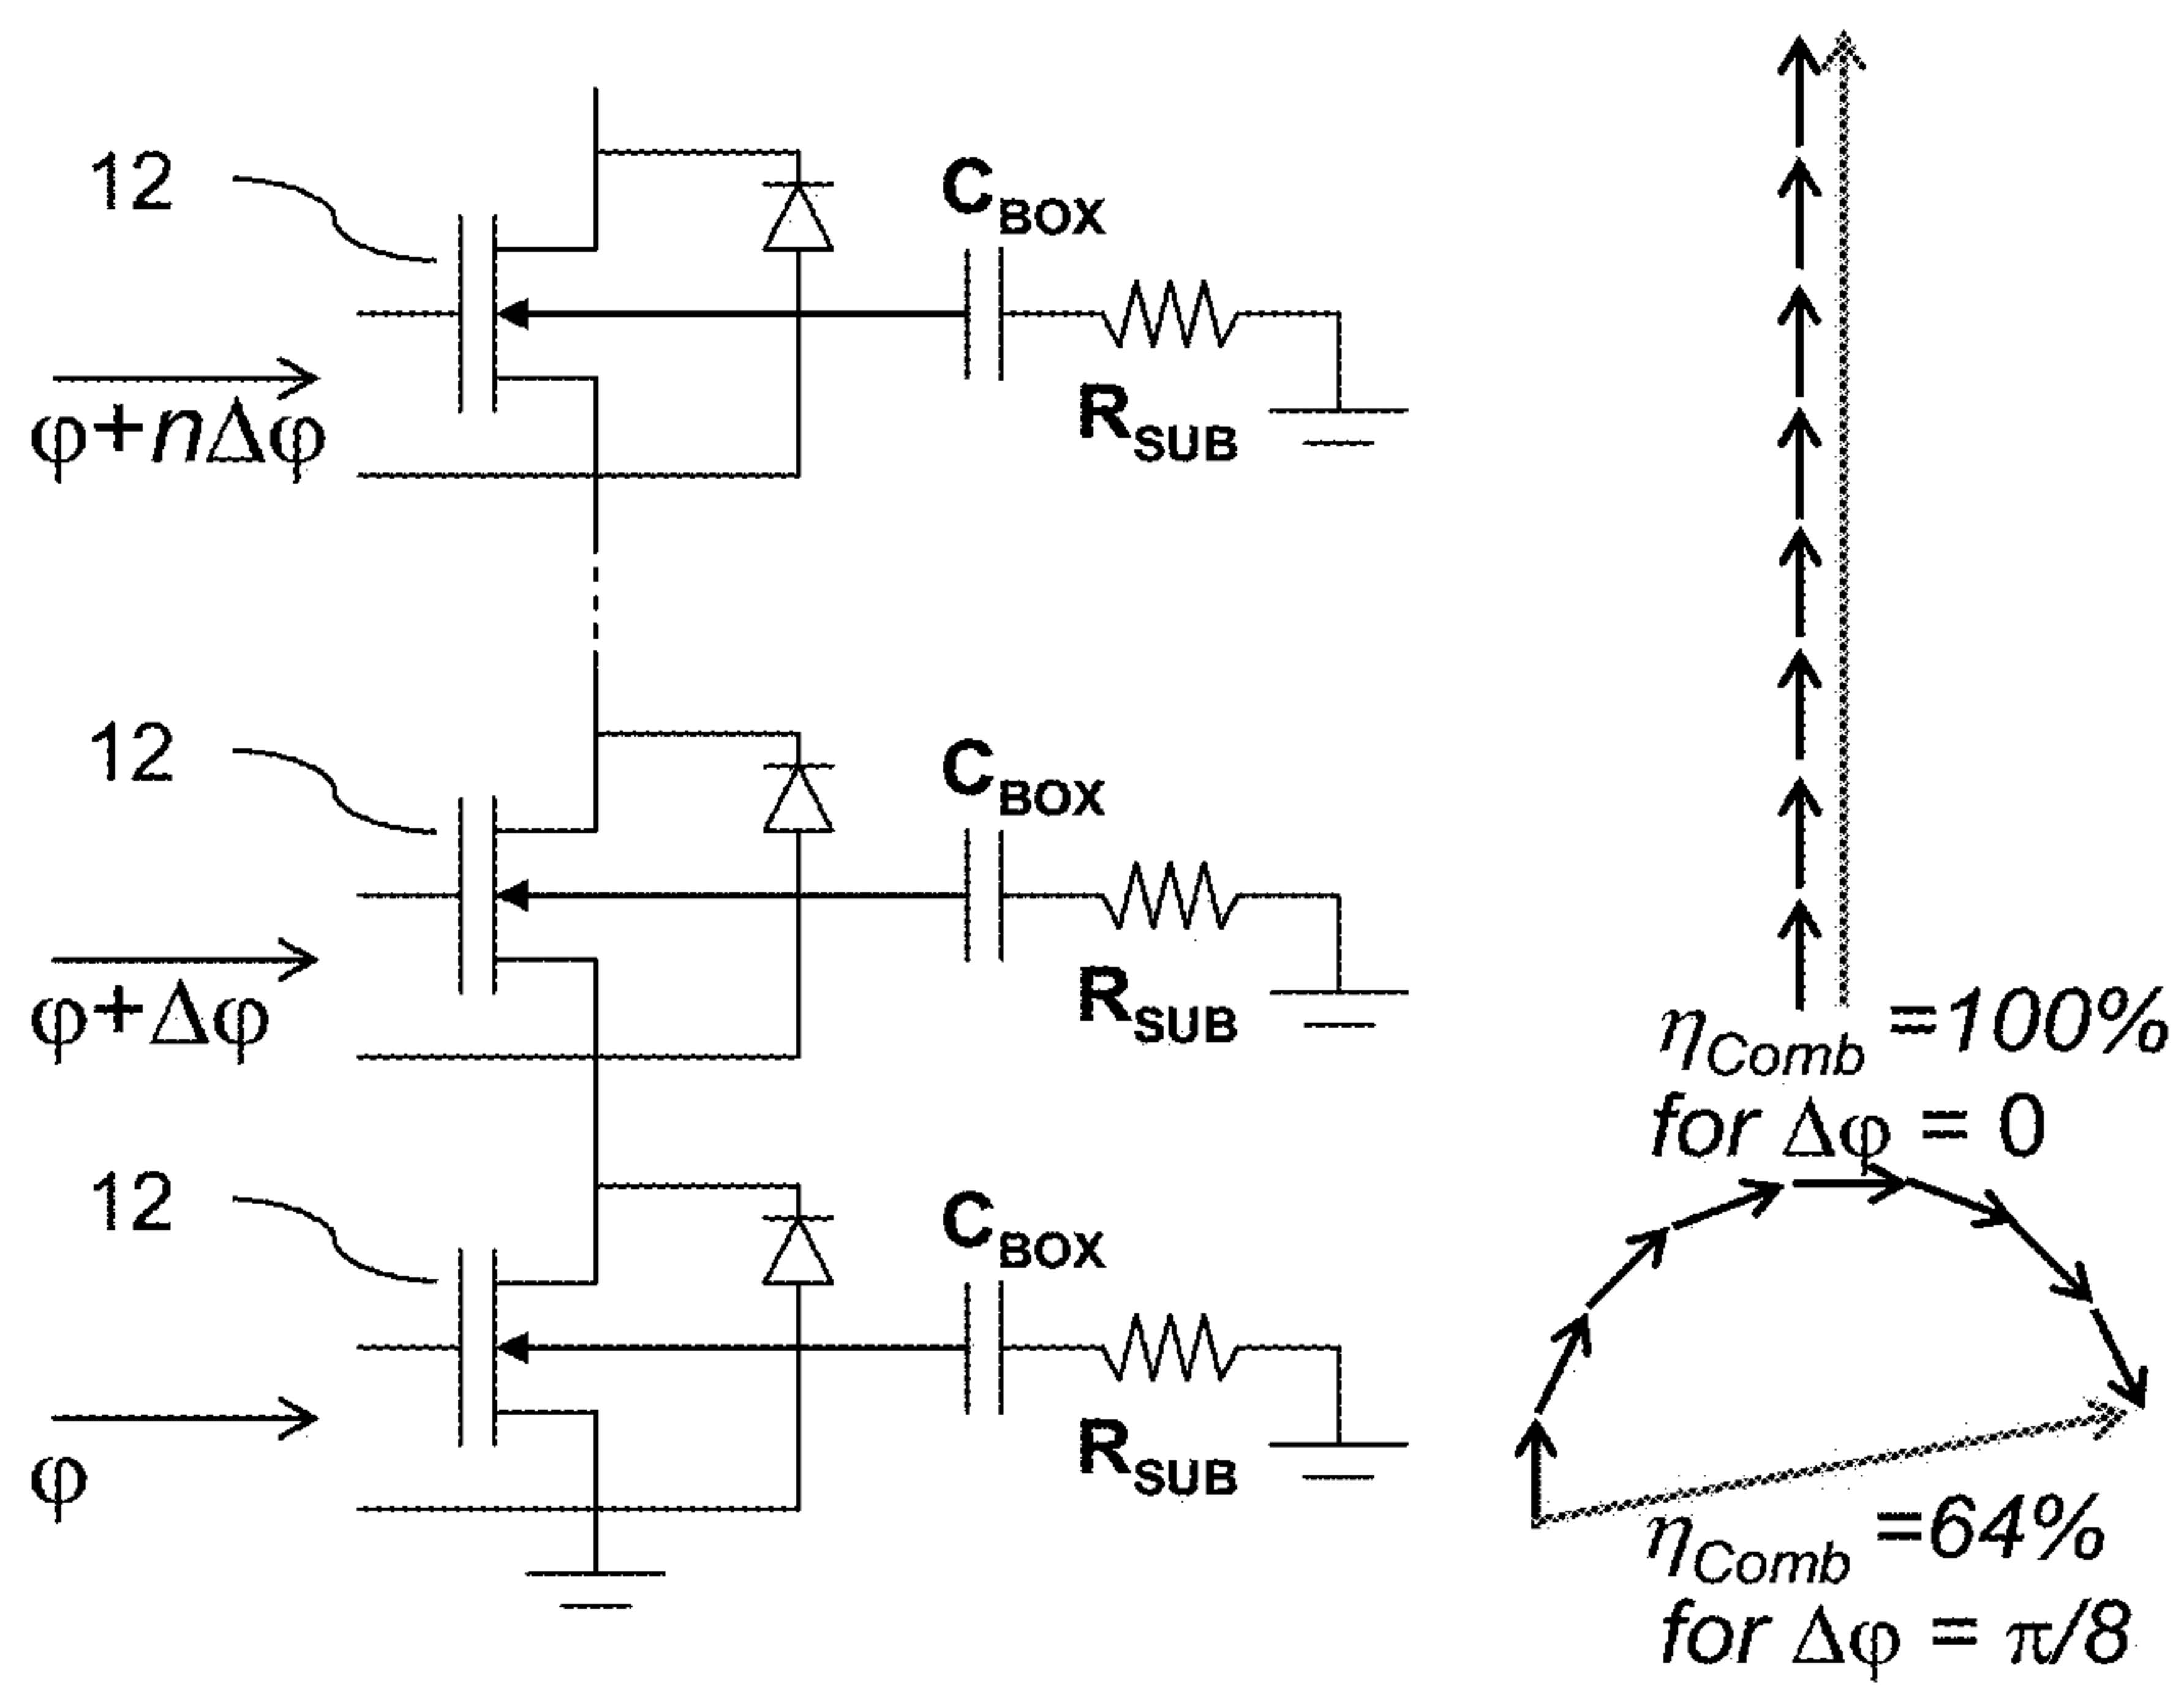 12
C_BOX
R_SUB
φ+nΔφ
12
C_BOX
R_SUB
φ+Δφ
12
C_BOX
R_SUB
φ
η_Comb =100%
for Δφ = 0
η_Comb =64%
for Δφ = π/8